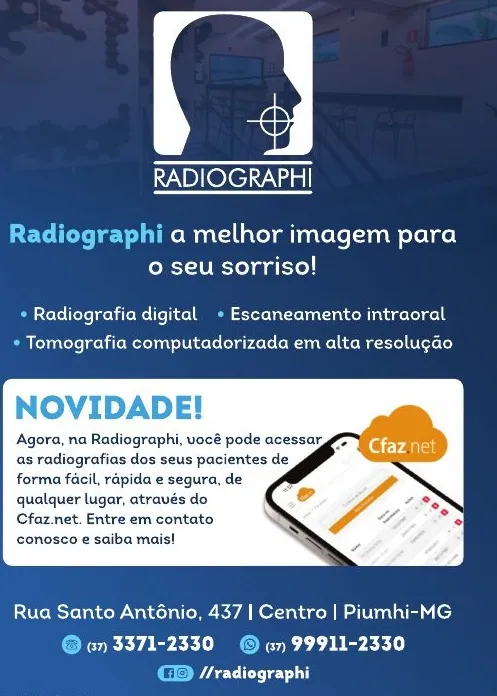 RADIOGRAPHI
Radiographi a melhor imagem para
o seu sorriso!
• Radiografia digital • Escaneamento intraoral
• Tomografia computadorizada em alta resolução
NOVIDADE!
Agora, na Radiographi, você pode acessar
as radiografias dos seus pacientes de
forma fácil, rápida e segura, de
qualquer lugar, através do
Cfaz.net. Entre em contato
conosco e saiba mais!
Cfaz.net
Rua Santo Antônio, 437 | Centro | Piumhi-MG
(37) 3371-2330 (37) 99911-2330
//radiographi